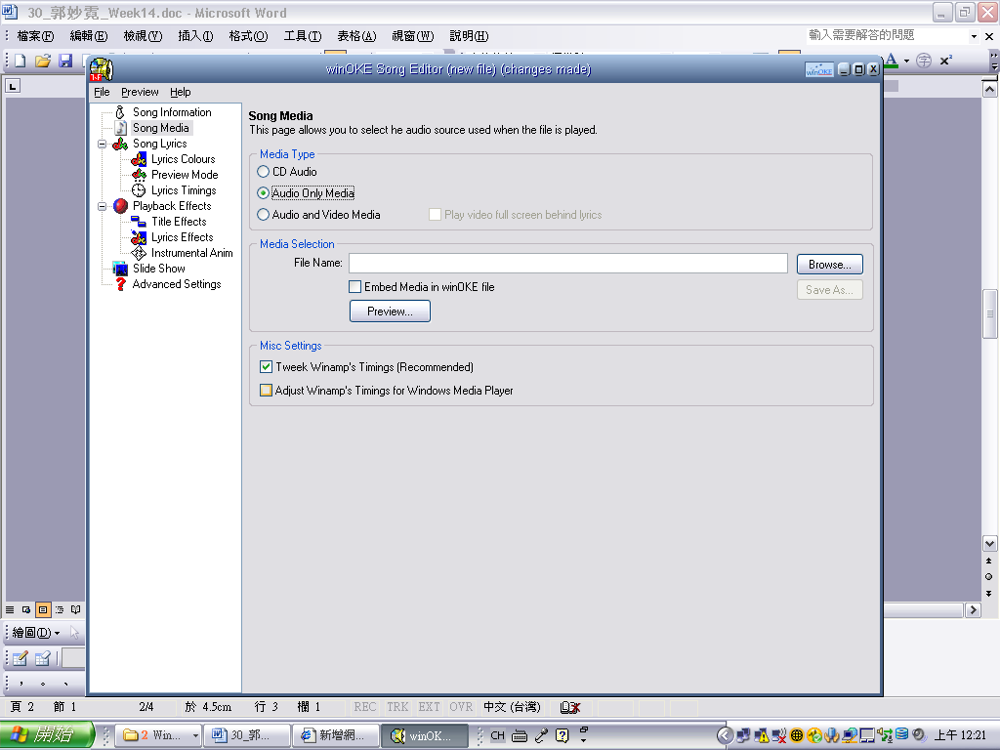 30_郭妙霓_Week14.doc - Microsoft Word
檔案(F) 編輯(E) 檢視(V) 插入(I) 格式(O) 工具(T) 表格(A) 視窗(W) 說明(H) 輸入需要解答的問題
winOKE Song Editor (new file) (changes made)
winOKE
File Preview Help
Song Information
Song Media
Song Lyrics
Lyrics Colours
Preview Mode
Lyrics Timings
Playback Effects
Title Effects
Lyrics Effects
Instrumental Anim
Slide Show
Advanced Settings
Song Media
This page allows you to select he audio source used when the file is played.
Media Type
CD Audio
Audio Only Media
Audio and Video Media Play video full screen behind lyrics
Media Selection
File Name: Browse...
Embed Media in winOKE file Save As...
Preview...
Misc Settings
Tweek Winamp's Timings (Recommended)
Adjust Winamp's Timings for Windows Media Player
繪圖(D)
頁 2 節 1 2/4 於 4.5cm 行 3 欄 1 REC TRK EXT OVR 中文 (台灣)
開始 2 Win... 30_郭... 新增網... winOK... CH 上午 12:21